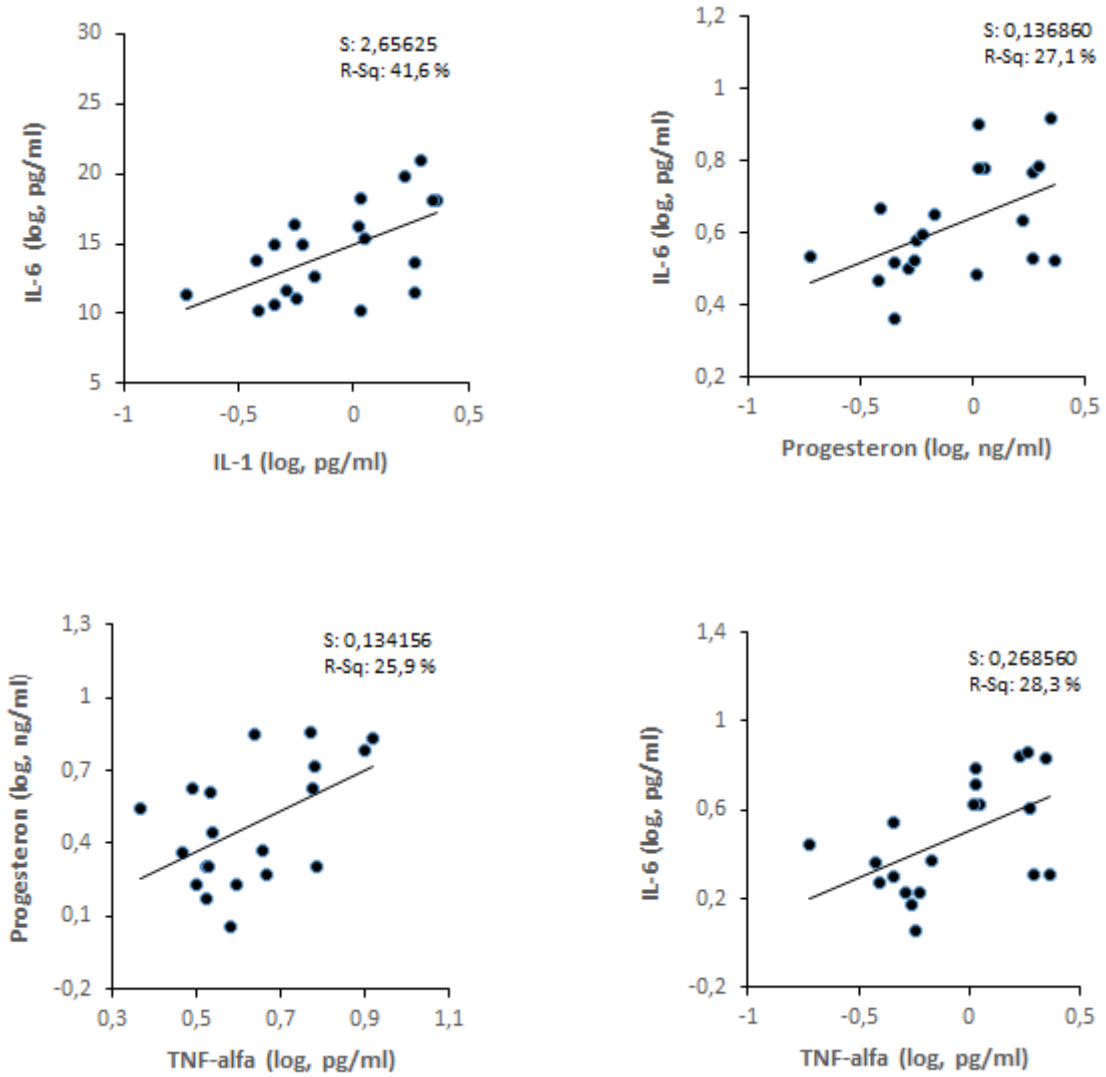 S: 2,65625
R-Sq: 41,6 %
IL-6 (log, pg/ml)
30
25
20
15
10
5
-1
-0,5
0
0,5
IL-1 (log, pg/ml)
S: 0,136860
R-Sq: 27,1 %
IL-6 (log, pg/ml)
1,2
1
0,8
0,6
0,4
0,2
-1
-0,5
0
0,5
Progesteron (log, ng/ml)
S: 0,134156
R-Sq: 25,9 %
Progesteron (log, ng/ml)
1,3
1
0,7
0,4
0,1
-0,2
0,3
0,5
0,7
0,9
1,1
TNF-alfa (log, pg/ml)
S: 0,268560
R-Sq: 28,3 %
IL-6 (log, pg/ml)
1,4
1
0,6
0,2
-0,2
-1
-0,5
0
0,5
TNF-alfa (log, pg/ml)